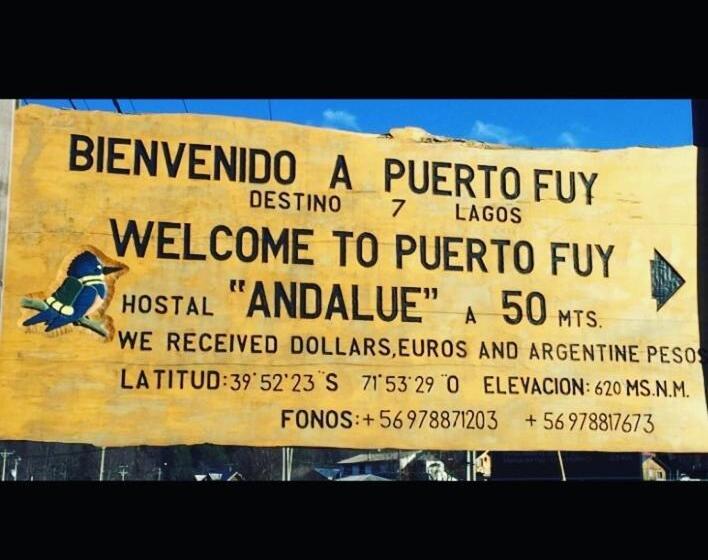 BIENVENIDO A PUERTO FUY
DESTINO 7 LAGOS
WELCOME TO PUERTO FUY
HOSTAL "ANDALUE" A 50 MTS.
WE RECEIVED DOLLARS,EUROS AND ARGENTINE PESOS
LATITUD:39°52'23"S 71°53'29"O ELEVACION: 620 MS.N.M.
FONOS:+56978871203 +56978817673